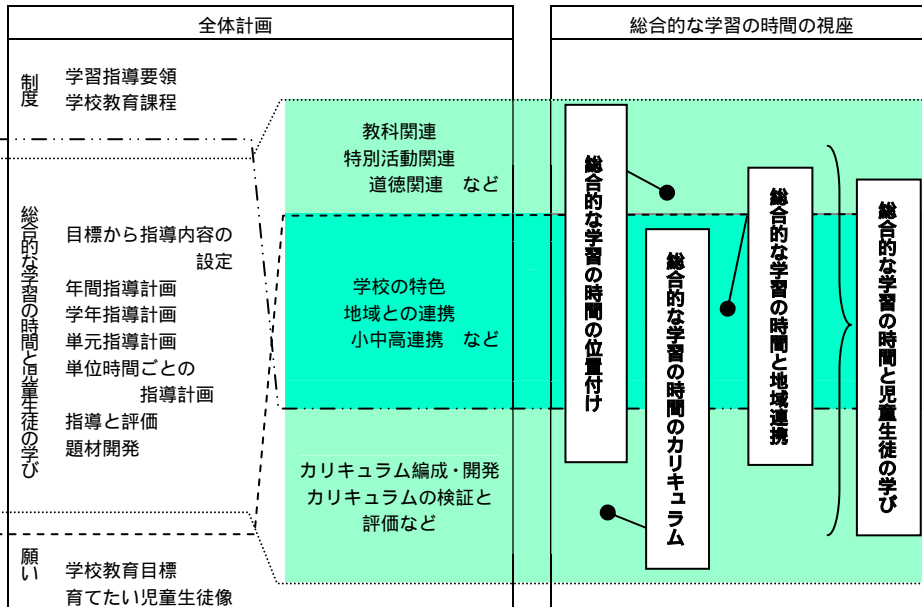 全体計画
総合的な学習の時間の視座
制度
学習指導要領
学校教育課程
総合的な学習の時間と児童生徒の学び
目標から指導内容の
設定
年間指導計画
学年指導計画
単元指導計画
単位時間ごとの
指導計画
指導と評価
題材開発
願い
学校教育目標
育てたい児童生徒像
教科関連
特別活動関連
道徳関連 など
学校の特色
地域との連携
小中高連携 など
カリキュラム編成・開発
カリキュラムの検証と
評価など
総合的な学習の時間の位置付け
総合的な学習の時間のカリキュラム
総合的な学習の時間と地域連携
総合的な学習の時間と児童生徒の学び